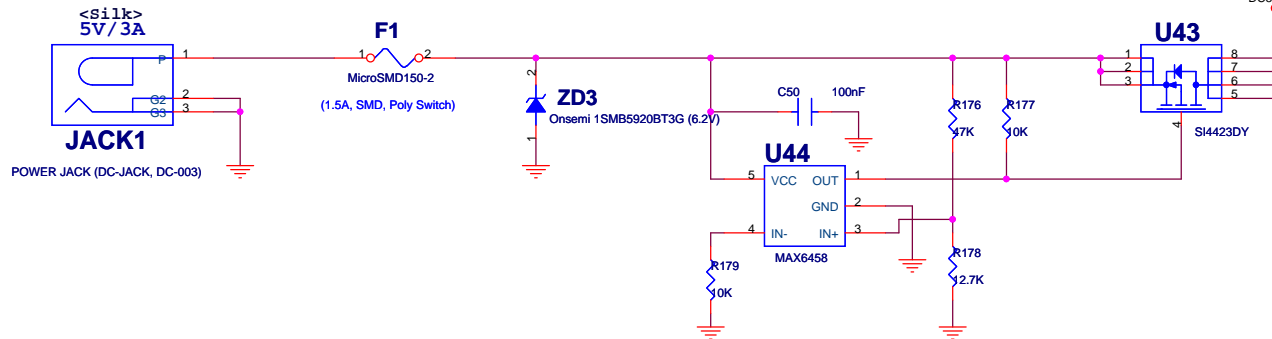 <Silk>
5V/3A
P
1
G2
2
G3
3
JACK1
POWER JACK (DC-JACK, DC-003)
F1
1
2
MicroSMD150-2
(1.5A, SMD, Poly Switch)
2
ZD3
Onsemi 1SMB5920BT3G (6.2V)
1
C50
100nF
U44
5
VCC
OUT
1
GND
2
4
IN-
IN+
3
MAX6458
R179
10K
R176
47K
R177
10K
R178
12.7K
U43
1
2
3
8
7
6
5
4
SI4423DY